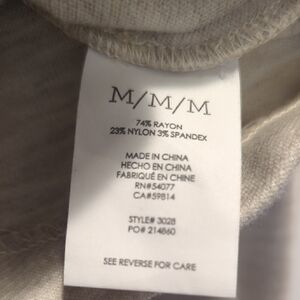 M/M/M
74% RAYON
23% NYLON 3% SPANDEX
MADE IN CHINA
HECHO EN CHINA
FABRIQUÉ EN CHINE
RN#54077
CA#59814
STYLE# 3028
PO# 214860
SEE REVERSE FOR CARE